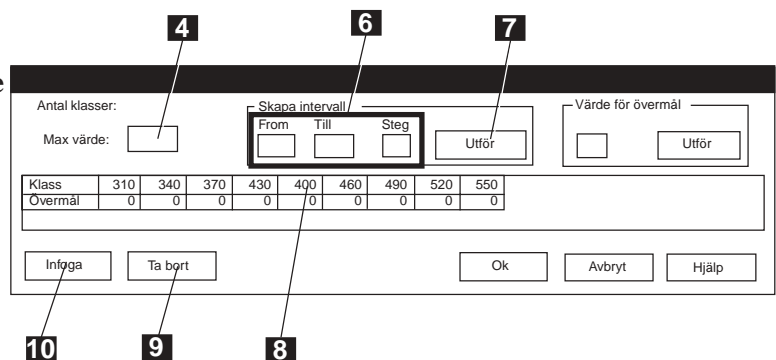 4 6 7
e
Antal klasser: Skapa intervall Värde för övermål
From Till Steg
Max värde: Utför Utför
Klass 310 340 370 430 400 460 490 520 550
Övermål 0 0 0 0 0 0 0 0 0
Infoga Ta bort Ok Avbryt Hjälp
10 9 8